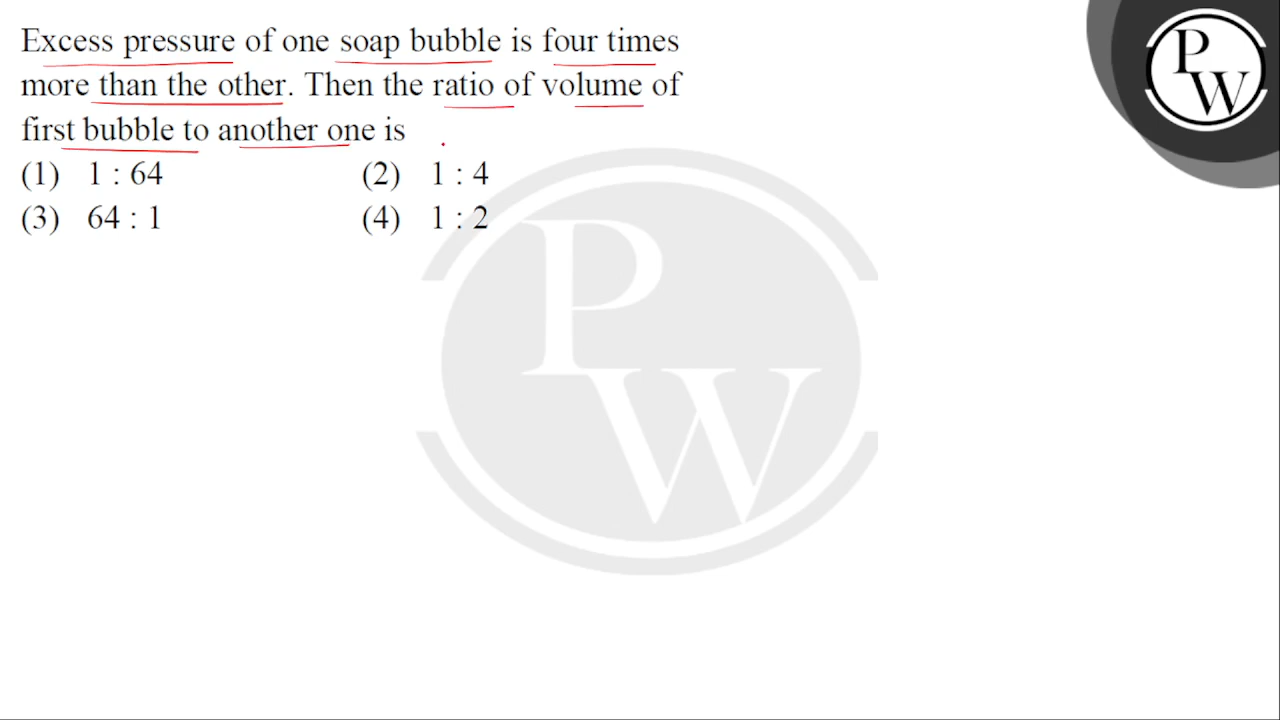 Excess pressure of one soap bubble is four times
more than the other. Then the ratio of volume of
first bubble to another one is
(1) 1 : 64 (2) 1 : 4
(3) 64 : 1 (4) 1 : 2
P
W
P
W